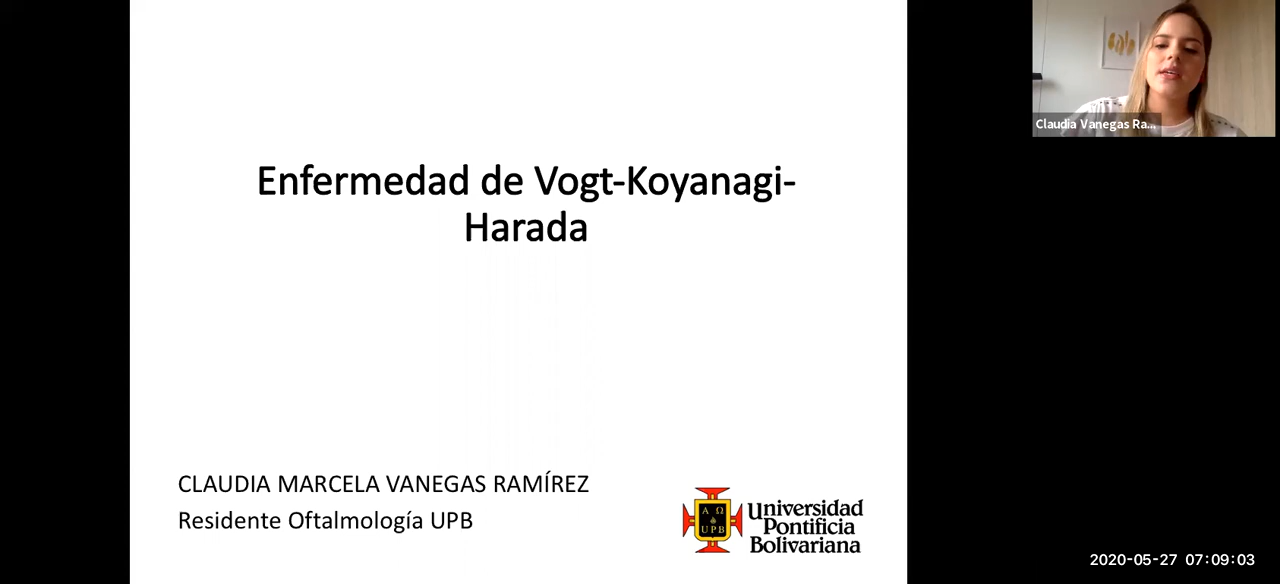 Enfermedad de Vogt-Koyanagi-
Harada
CLAUDIA MARCELA VANEGAS RAMÍREZ
Residente Oftalmología UPB
Α Ω
UPB
Universidad
Pontificia
Bolivariana
Claudia Vanegas Ra...
2020-05-27 07:09:03